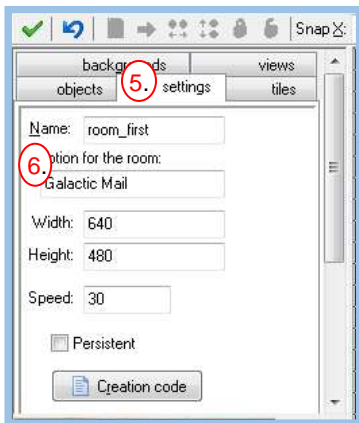 Snap X:
backgrounds views
objects 5. settings tiles
Name: room_first
6. ption for the room:
Galactic Mail
Width: 640
Height: 480
Speed: 30
Persistent
Creation code